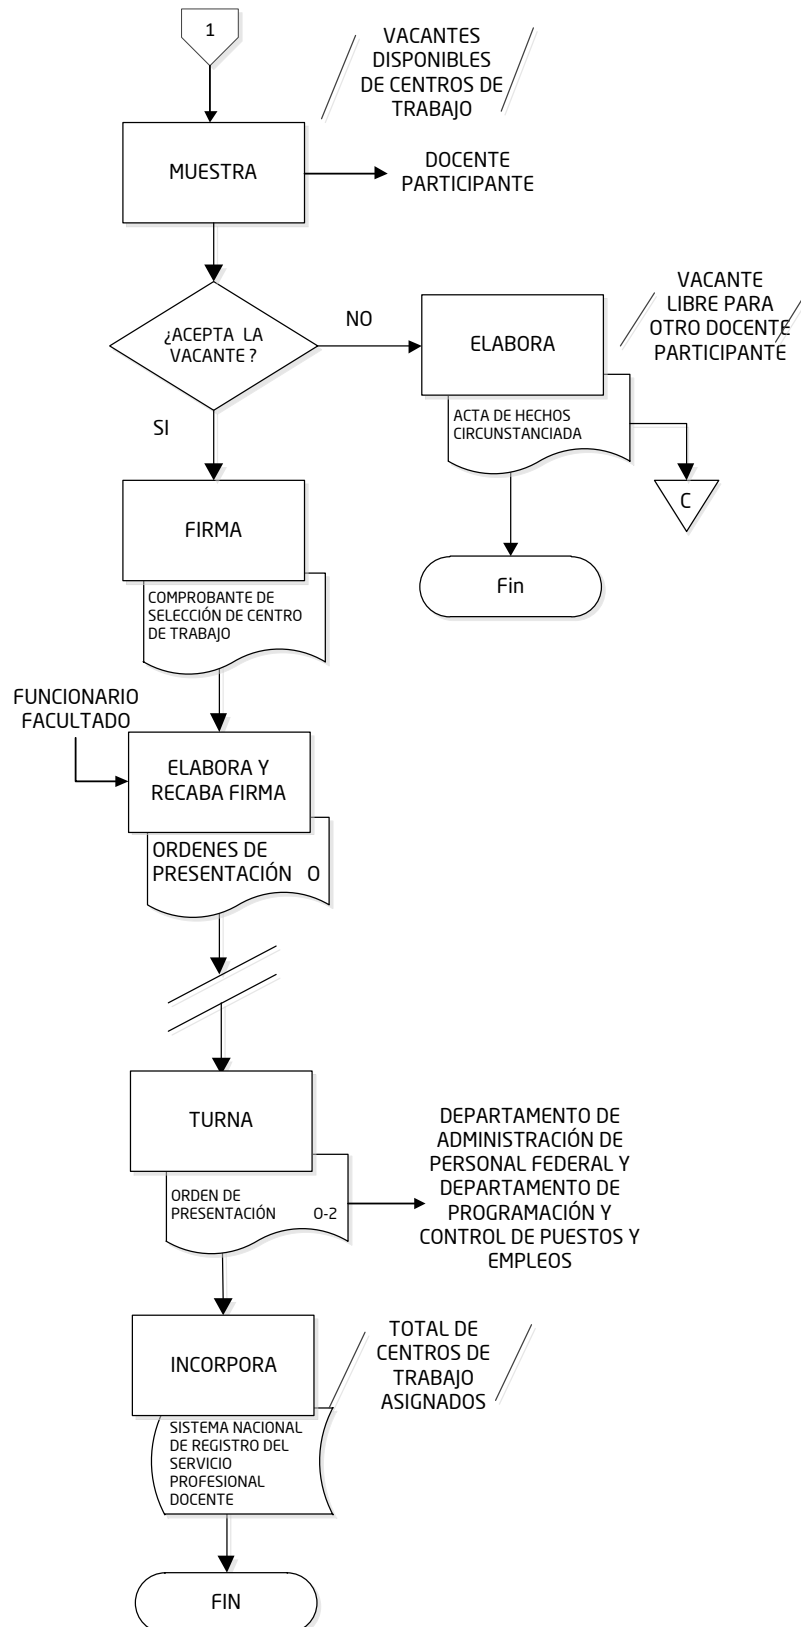 1
VACANTES
DISPONIBLES
DE CENTROS DE
TRABAJO
MUESTRA
DOCENTE
PARTICIPANTE
¿ACEPTA LA
VACANTE ?
NO
ELABORA
VACANTE
LIBRE PARA
OTRO DOCENTE
PARTICIPANTE
ACTA DE HECHOS
CIRCUNSTANCIADA
C
Fin
SI
FIRMA
COMPROBANTE DE
SELECCIÓN DE CENTRO
DE TRABAJO
FUNCIONARIO
FACULTADO
ELABORA Y
RECABA FIRMA
ORDENES DE
PRESENTACIÓN O
TURNA
ORDEN DE
PRESENTACIÓN O-2
DEPARTAMENTO DE
ADMINISTRACIÓN DE
PERSONAL FEDERAL Y
DEPARTAMENTO DE
PROGRAMACIÓN Y
CONTROL DE PUESTOS Y
EMPLEOS
INCORPORA
TOTAL DE
CENTROS DE
TRABAJO
ASIGNADOS
SISTEMA NACIONAL
DE REGISTRO DEL
SERVICIO
PROFESIONAL
DOCENTE
FIN